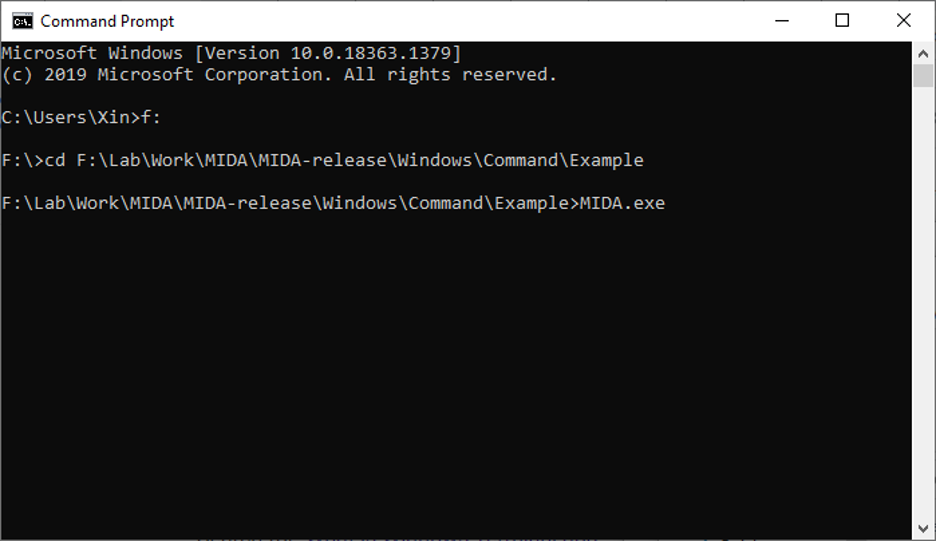 Command Prompt
Microsoft Windows [Version 10.0.18363.1379]
(c) 2019 Microsoft Corporation. All rights reserved.
C:\Users\Xin>f:
F:\>cd F:\Lab\Work\MIDA\MIDA-release\Windows\Command\Example
F:\Lab\Work\MIDA\MIDA-release\Windows\Command\Example>MIDA.exe